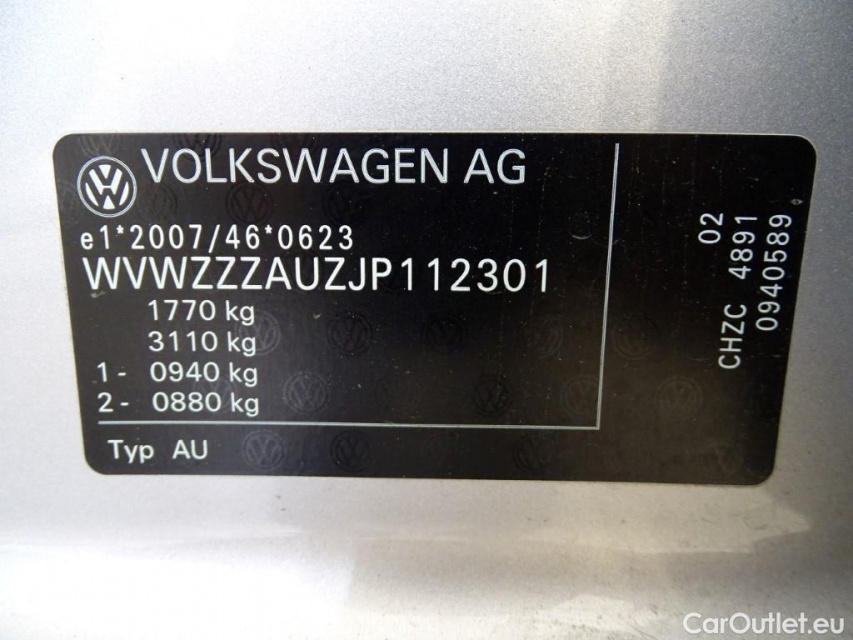 VOLKSWAGEN AG
e1*2007/46*0623
WVWZZZAUZJP112301
1770 kg
3110 kg
1- 0940 kg
2- 0880 kg
Typ AU
02
CHZC 4891
0940589
CarOutlet.eu